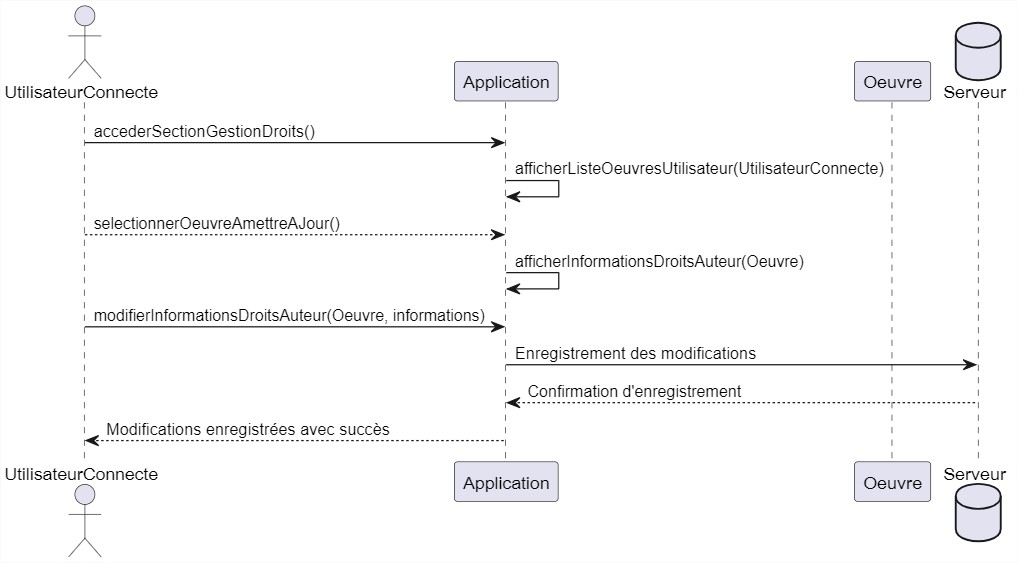 UtilisateurConnecte
Application
Oeuvre
Serveur
accederSectionGestionDroits()
afficherListeOeuvresUtilisateur(UtilisateurConnecte)
selectionnerOeuvreAmettreAJour()
afficherInformationsDroitsAuteur(Oeuvre)
modifierInformationsDroitsAuteur(Oeuvre, informations)
Enregistrement des modifications
Confirmation d'enregistrement
Modifications enregistrées avec succès
UtilisateurConnecte
Application
Oeuvre
Serveur